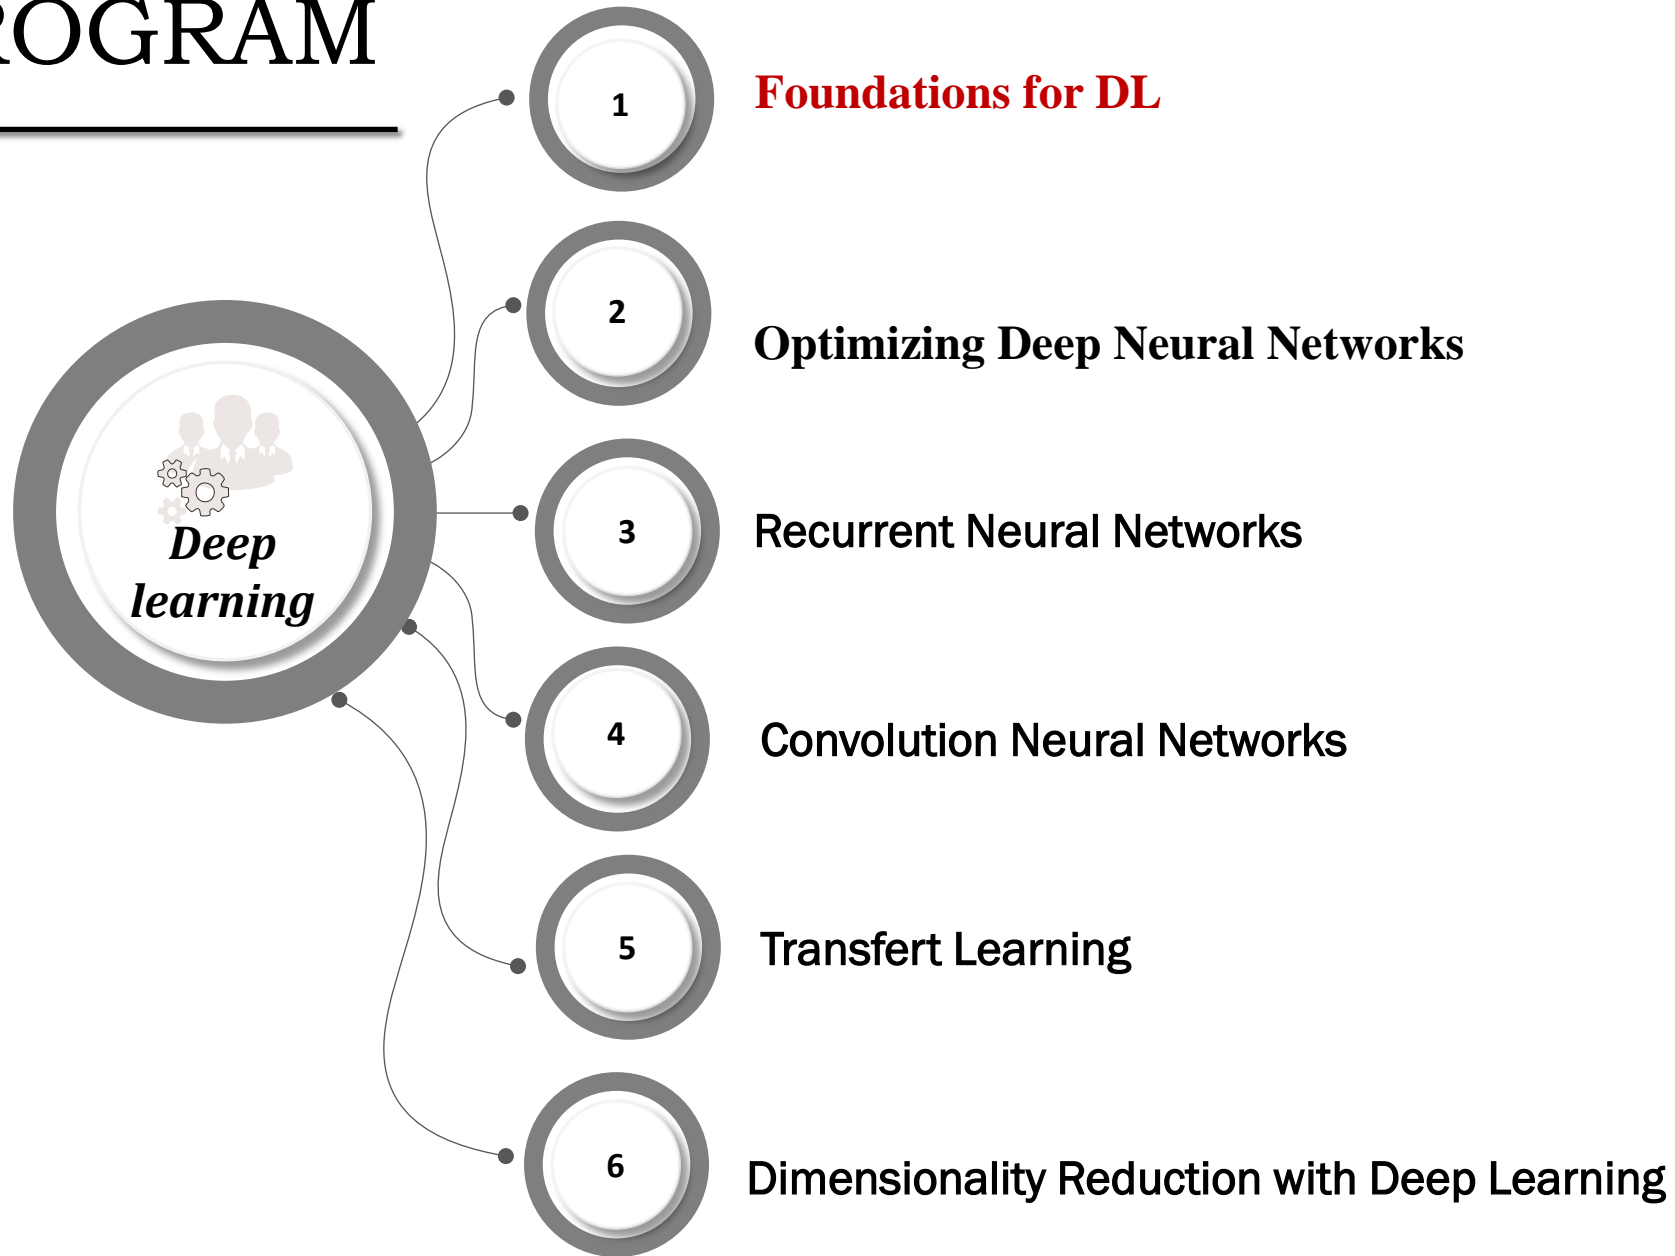 ROGRAM
1
Foundations for DL
2
Optimizing Deep Neural Networks
3
Recurrent Neural Networks
Deep
learning
4
Convolution Neural Networks
5
Transfert Learning
6
Dimensionality Reduction with Deep Learning